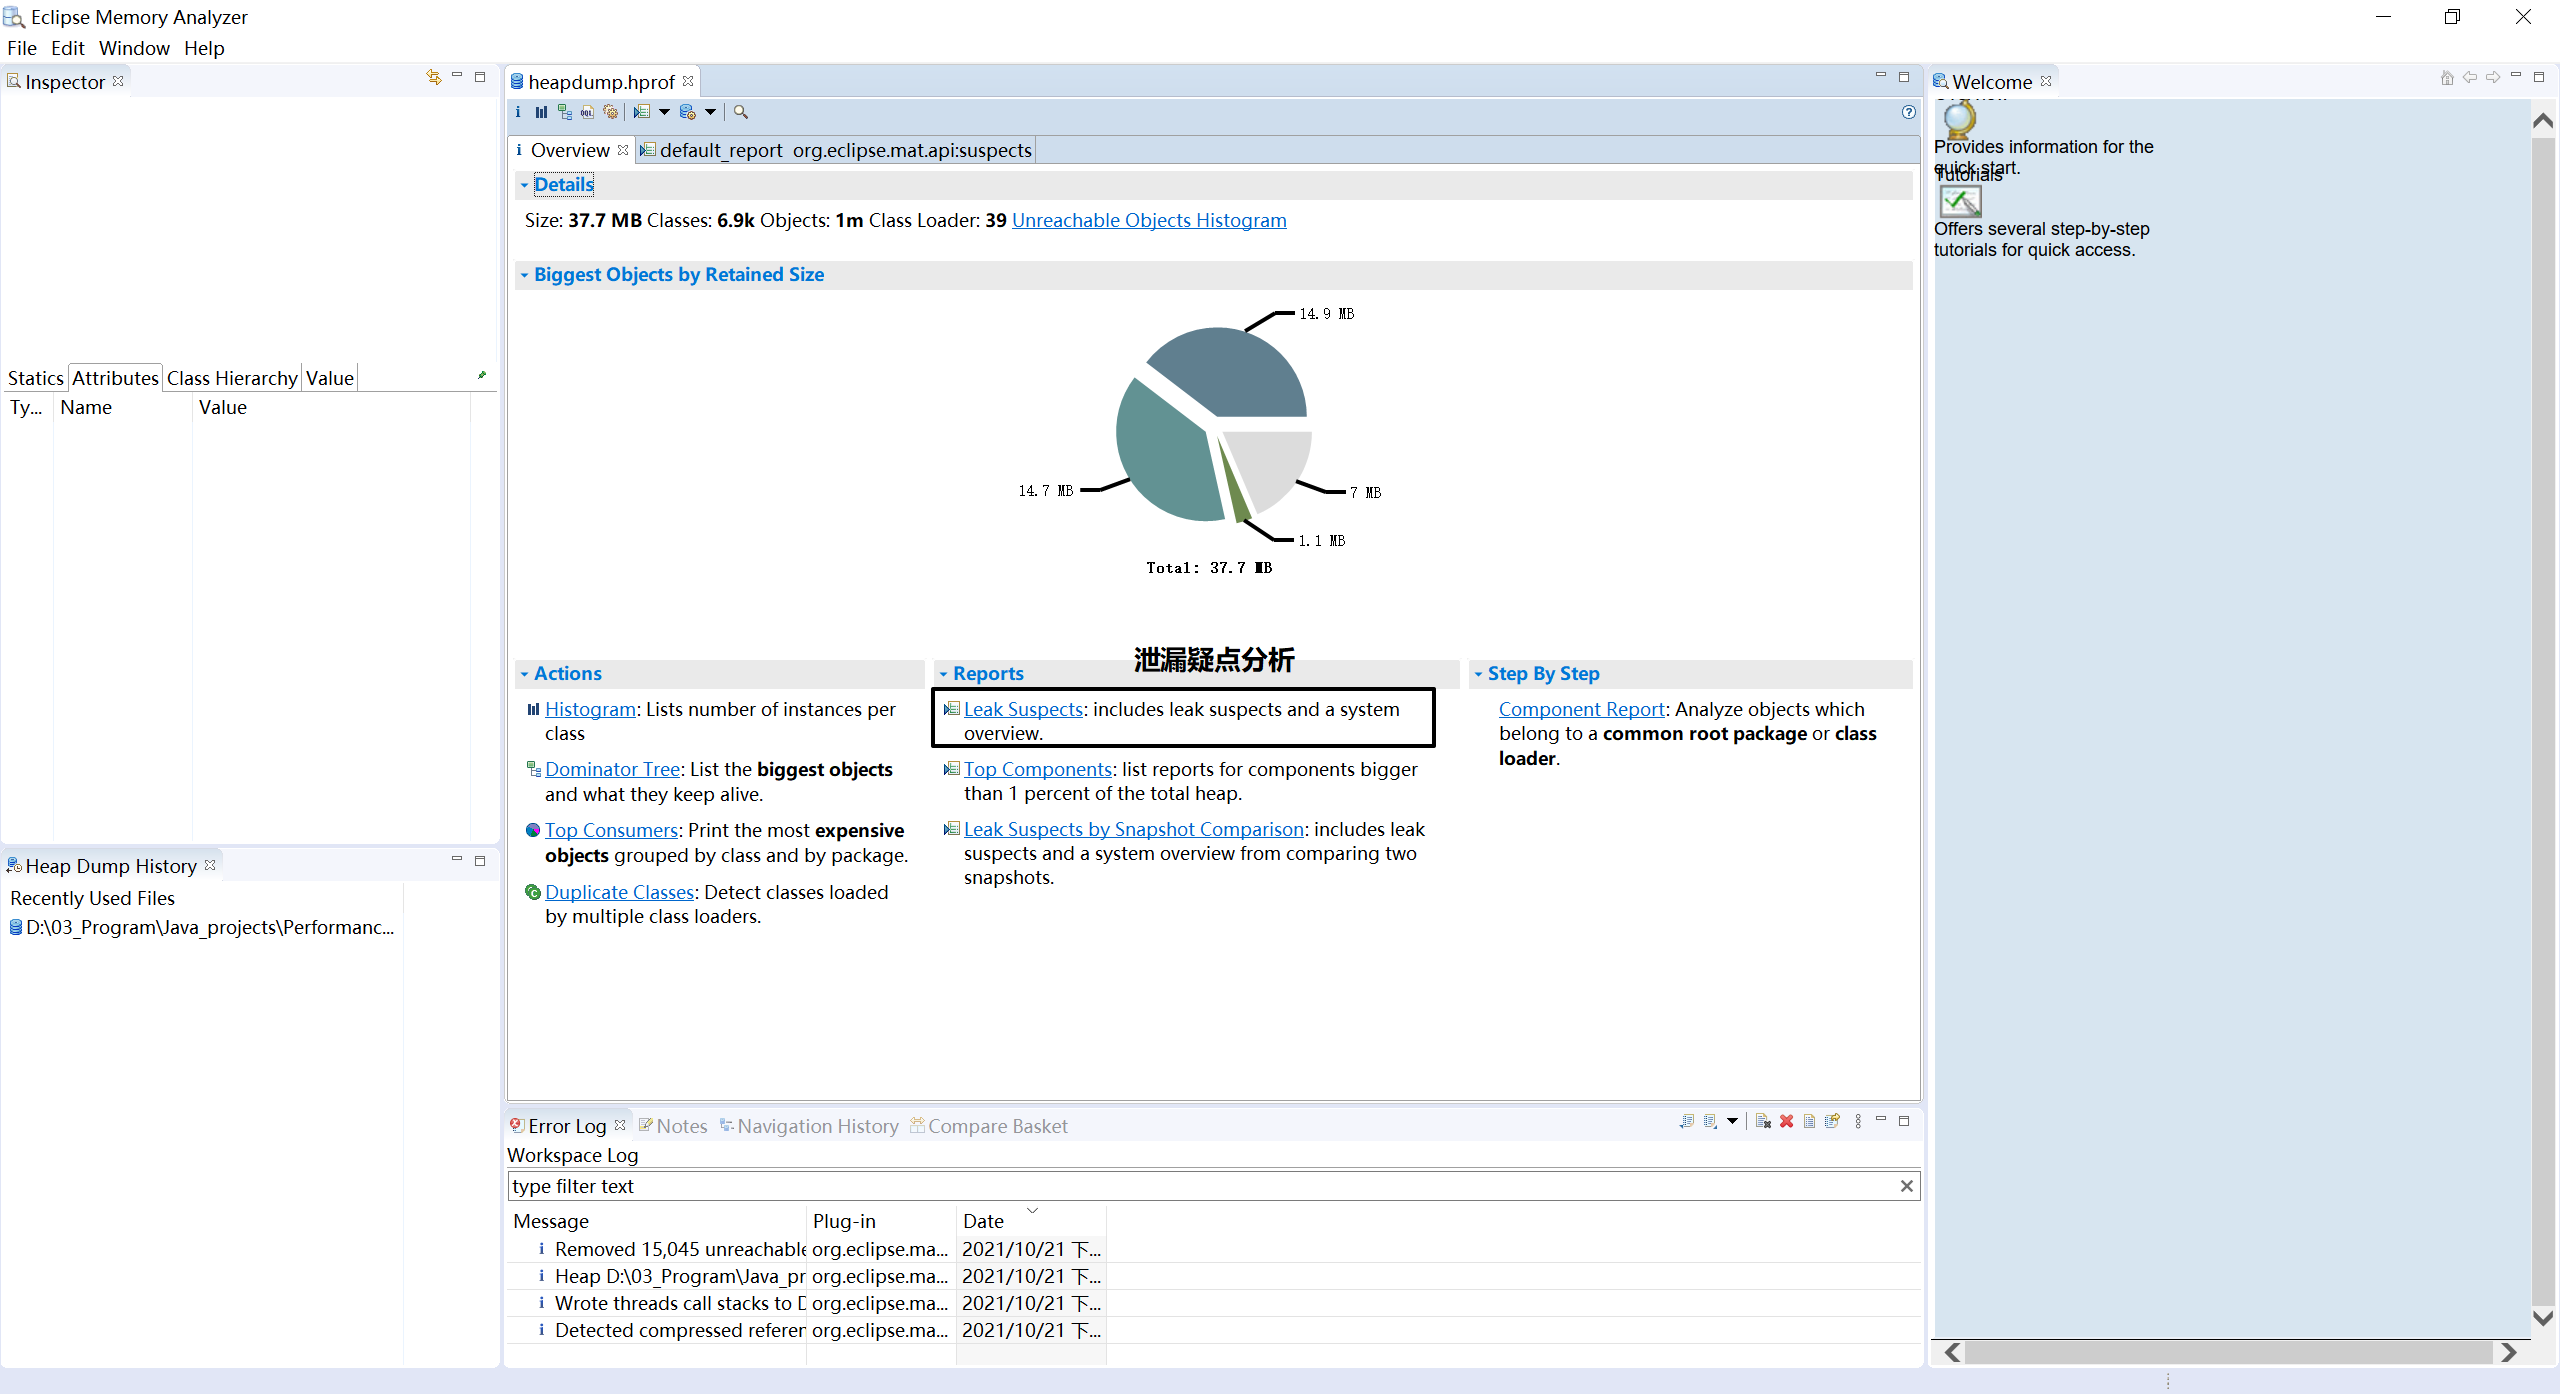 Eclipse Memory Analyzer
File Edit Window Help
Inspector
Statics Attributes Class Hierarchy Value
Ty... Name Value
Heap Dump History
Recently Used Files
D:\03_Program\Java_projects\Performanc...
heapdump.hprof
Overview default_report org.eclipse.mat.api:suspects
Details
Size: 37.7 MB Classes: 6.9k Objects: 1m Class Loader: 39 Unreachable Objects Histogram
Biggest Objects by Retained Size
14.9 MB
14.7 MB
7 MB
1.1 MB
Total: 37.7 MB
Actions
Histogram: Lists number of instances per
class
Dominator Tree: List the biggest objects
and what they keep alive.
Top Consumers: Print the most expensive
objects grouped by class and by package.
Duplicate Classes: Detect classes loaded
by multiple class loaders.
泄漏疑点分析
Reports
Leak Suspects: includes leak suspects and a system
overview.
Top Components: list reports for components bigger
than 1 percent of the total heap.
Leak Suspects by Snapshot Comparison: includes leak
suspects and a system overview from comparing two
snapshots.
Step By Step
Component Report: Analyze objects which
belong to a common root package or class
loader.
Error Log Notes Navigation History Compare Basket
Workspace Log
type filter text
Message Plug-in Date
Removed 15,045 unreachable org.eclipse.ma... 2021/10/21 下...
Heap D:\03_Program\Java_pr org.eclipse.ma... 2021/10/21 下...
Wrote threads call stacks to D org.eclipse.ma... 2021/10/21 下...
Detected compressed referen org.eclipse.ma... 2021/10/21 下...
Welcome
Provides information for the
quick start.
Tutorials
Offers several step-by-step
tutorials for quick access.